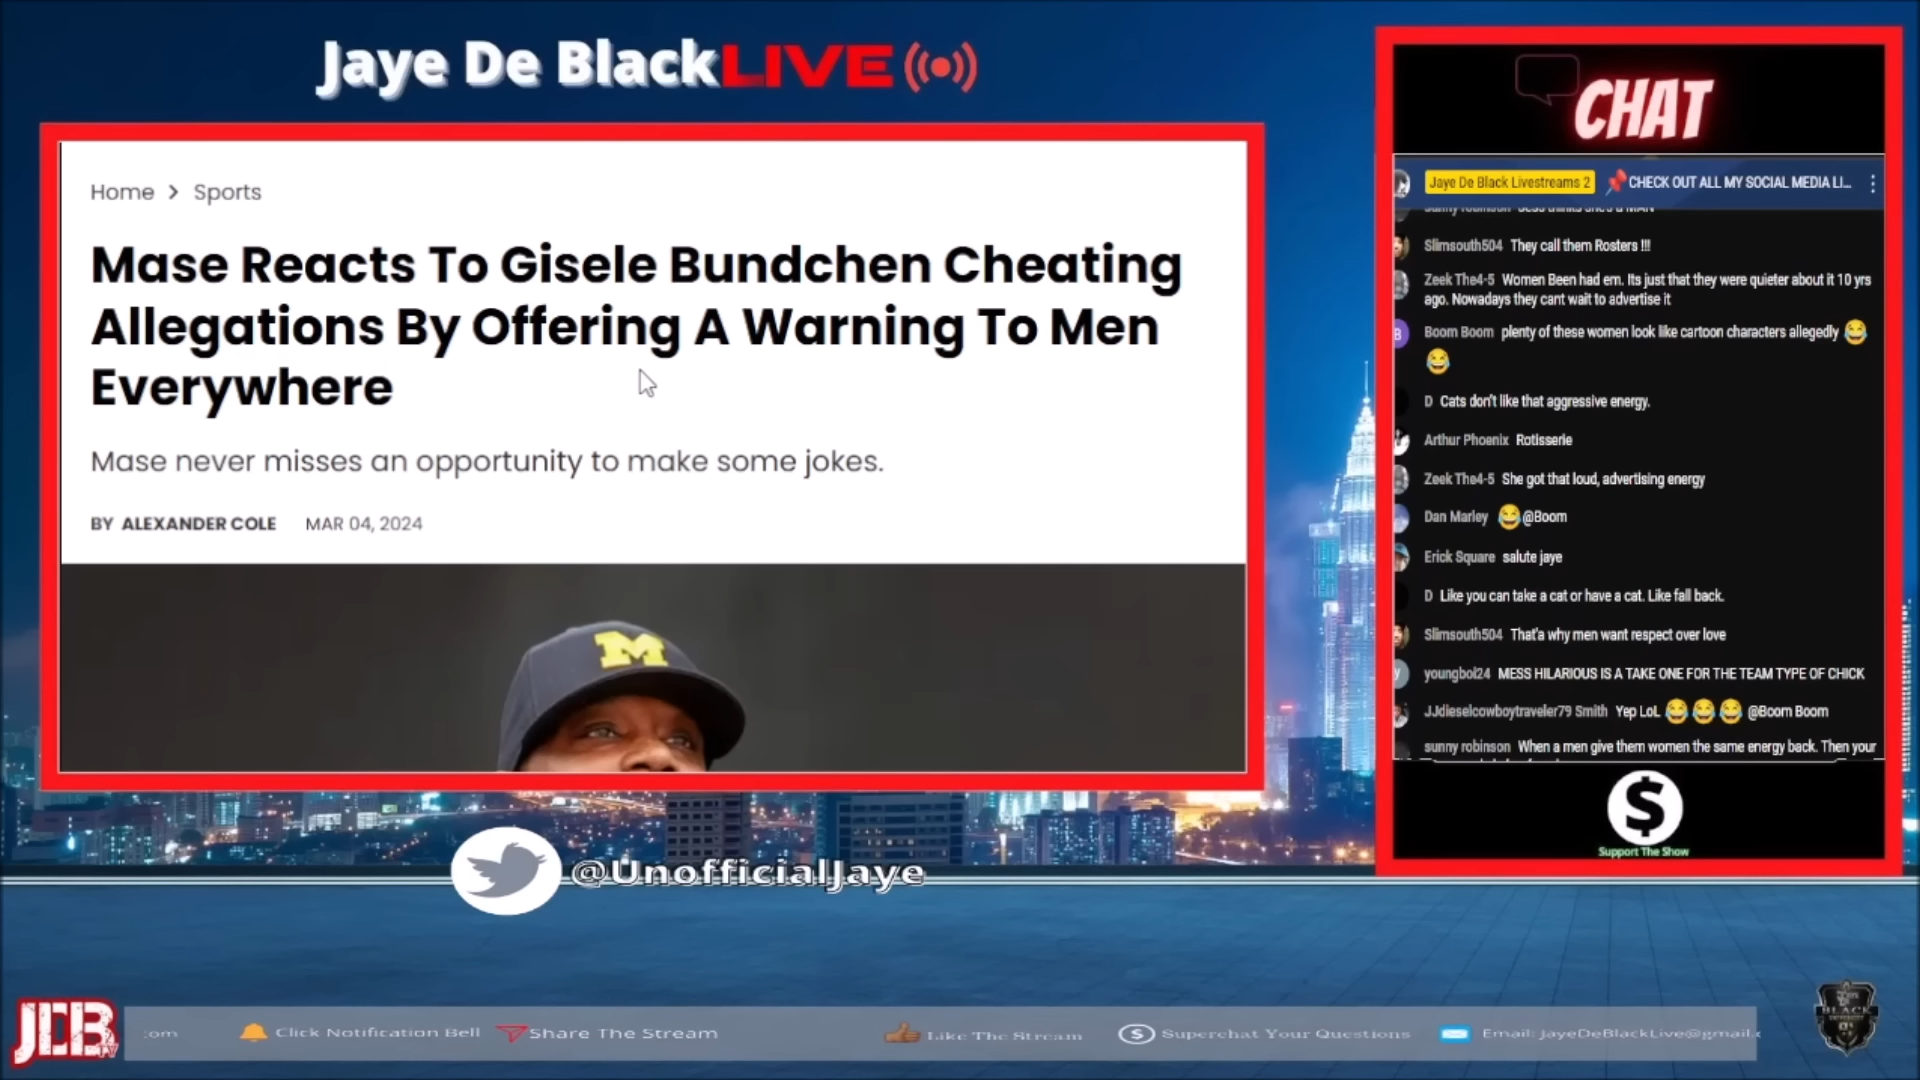 Jaye De BlackLIVE
Home > Sports
Mase Reacts To Gisele Bundchen Cheating
Allegations By Offering A Warning To Men
Everywhere
Mase never misses an opportunity to make some jokes.
BY ALEXANDER COLE MAR 04, 2024
M
@UnofficialJaye
CHAT
Jaye De Black Livestreams 2 📌CHECK OUT ALL MY SOCIAL MEDIA LI...
sunny robinson Jess thinks she's a MAN
Slimsouth504 They call them Rosters !!!
Zeek The4-5 Women Been had em. Its just that they were quieter about it 10 yrs
ago. Nowadays they cant wait to advertise it
B
Boom Boom plenty of these women look like cartoon characters allegedly 😂
😂
D Cats don't like that aggressive energy.
Arthur Phoenix Rotisserie
Zeek The4-5 She got that loud, advertising energy
Dan Marley 😂@Boom
Erick Square salute jaye
D Like you can take a cat or have a cat. Like fall back.
Slimsouth504 That'a why men want respect over love
y
youngboi24 MESS HILARIOUS IS A TAKE ONE FOR THE TEAM TYPE OF CHICK
JJdieselcowboytraveler79 Smith Yep LoL 😂😂😂 @Boom Boom
sunny robinson When a men give them women the same energy back. Then your
$
Support The Show
JDB TV
:om 🔔 Click Notification Bell Share The Stream 👍 Like The Stream $ Superchat Your Questions Email: JayeDeBlackLive@gmail.c
BLACK